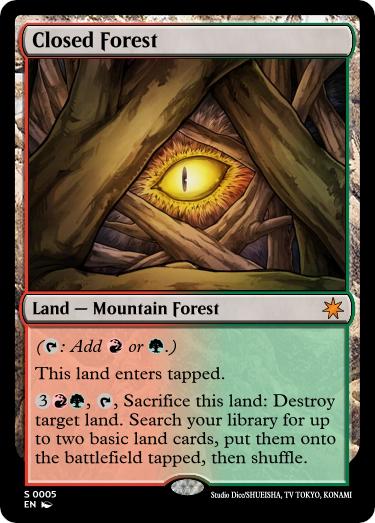 Closed Forest
Land — Mountain Forest
(: Add or .)
This land enters tapped.
3, , Sacrifice this land: Destroy
target land. Search your library for up
to two basic land cards, put them onto
the battlefield tapped, then shuffle.
S 0005
EN
Studio Dice/SHUEISHA, TV TOKYO, KONAMI